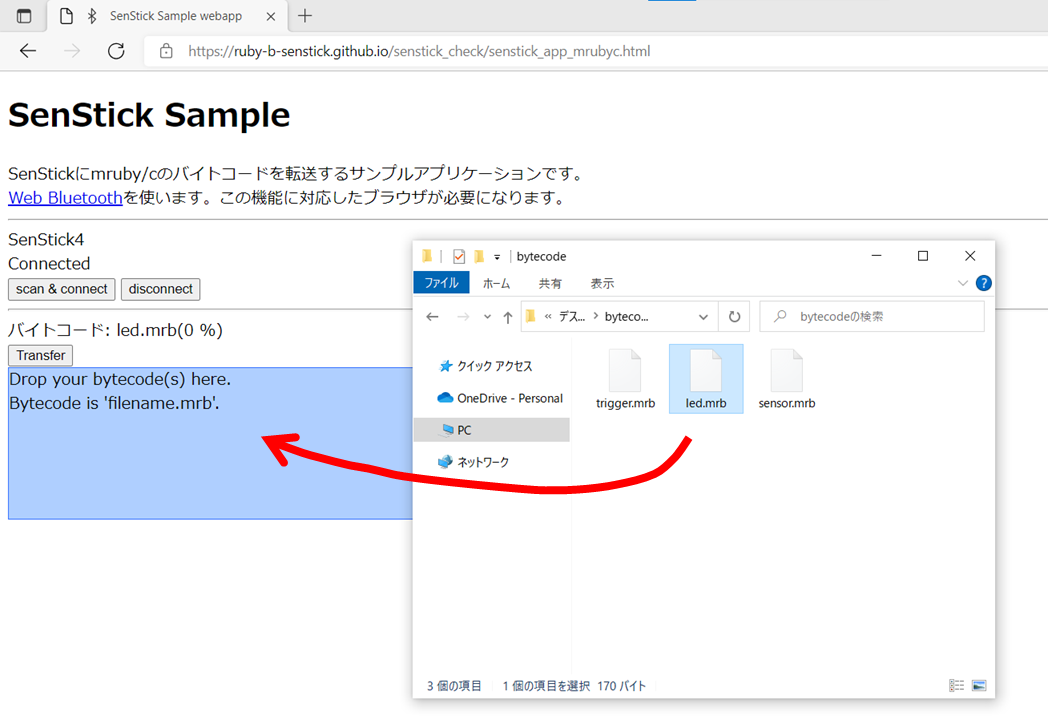 SenStick Sample webapp
https://ruby-b-senstick.github.io/senstick_check/senstick_app_mrubyc.html
SenStick Sample
SenStickにmruby/cのバイトコードを転送するサンプルアプリケーションです。
Web Bluetoothを使います。この機能に対応したブラウザが必要になります。
SenStick4
Connected
scan & connect disconnect
バイトコード: led.mrb(0 %)
Transfer
Drop your bytecode(s) here.
Bytecode is 'filename.mrb'.
bytecode
ファイル ホーム 共有 表示
« デス... › byteco... bytecodeの検索
クイック アクセス
OneDrive - Personal
PC
ネットワーク
trigger.mrb led.mrb sensor.mrb
3 個の項目 1 個の項目を選択 170 バイト